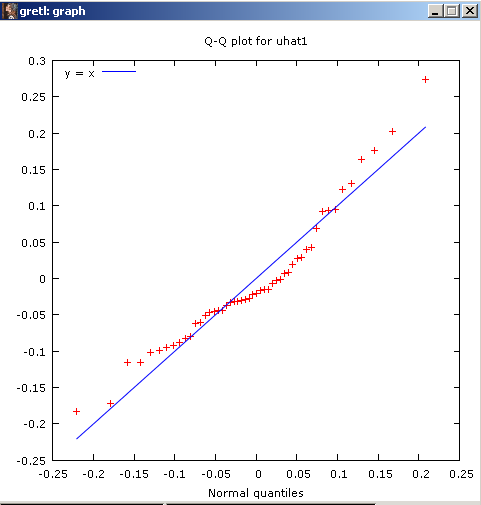 gretl: graph
Q-Q plot for uhat1
y = x
0.3
0.25
0.2
0.15
0.1
0.05
0
-0.05
-0.1
-0.15
-0.2
-0.25
-0.25 -0.2 -0.15 -0.1 -0.05 0 0.05 0.1 0.15 0.2 0.25
Normal quantiles